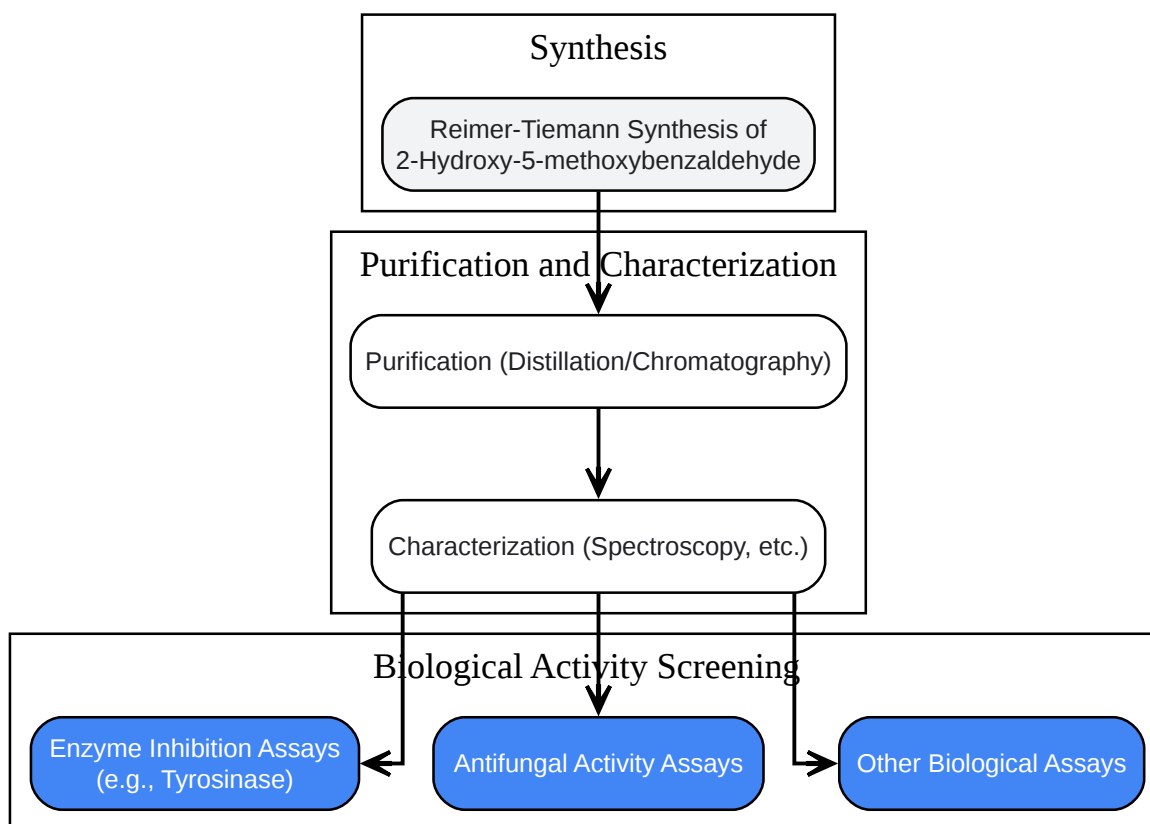 Synthesis
Reimer-Tiemann Synthesis of
2-Hydroxy-5-methoxybenzaldehyde
Purification and Characterization
Purification (Distillation/Chromatography)
Characterization (Spectroscopy, etc.)
Biological Activity Screening
Enzyme Inhibition Assays
(e.g., Tyrosinase)
Antifungal Activity Assays
Other Biological Assays